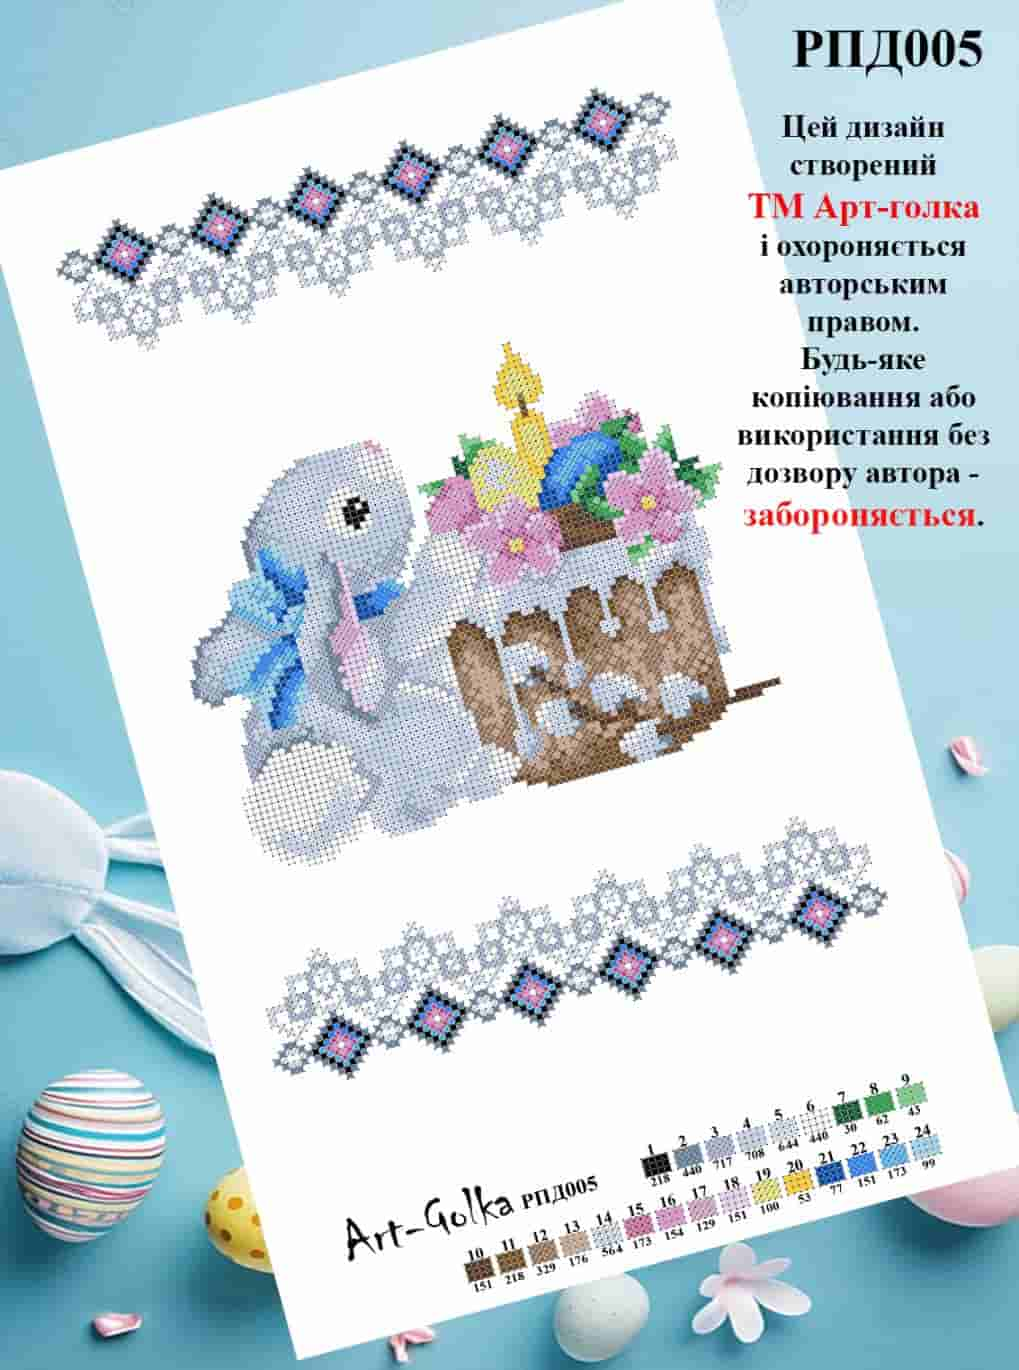 РПД005
Цей дизайн
створений
ТМ Арт-голка
і охороняється
авторським
правом.
Будь-яке
копіювання або
використання без
дозвору автора -
забороняється.
1 2 3 4 5 6 7 8 9
218 440 717 708 644 440 30 62 43
Art-Golka РПД005
10 11 12 13 14 15 16 17 18 19 20 21 22 23 24
151 218 329 176 564 173 154 129 151 100 53 77 151 173 99